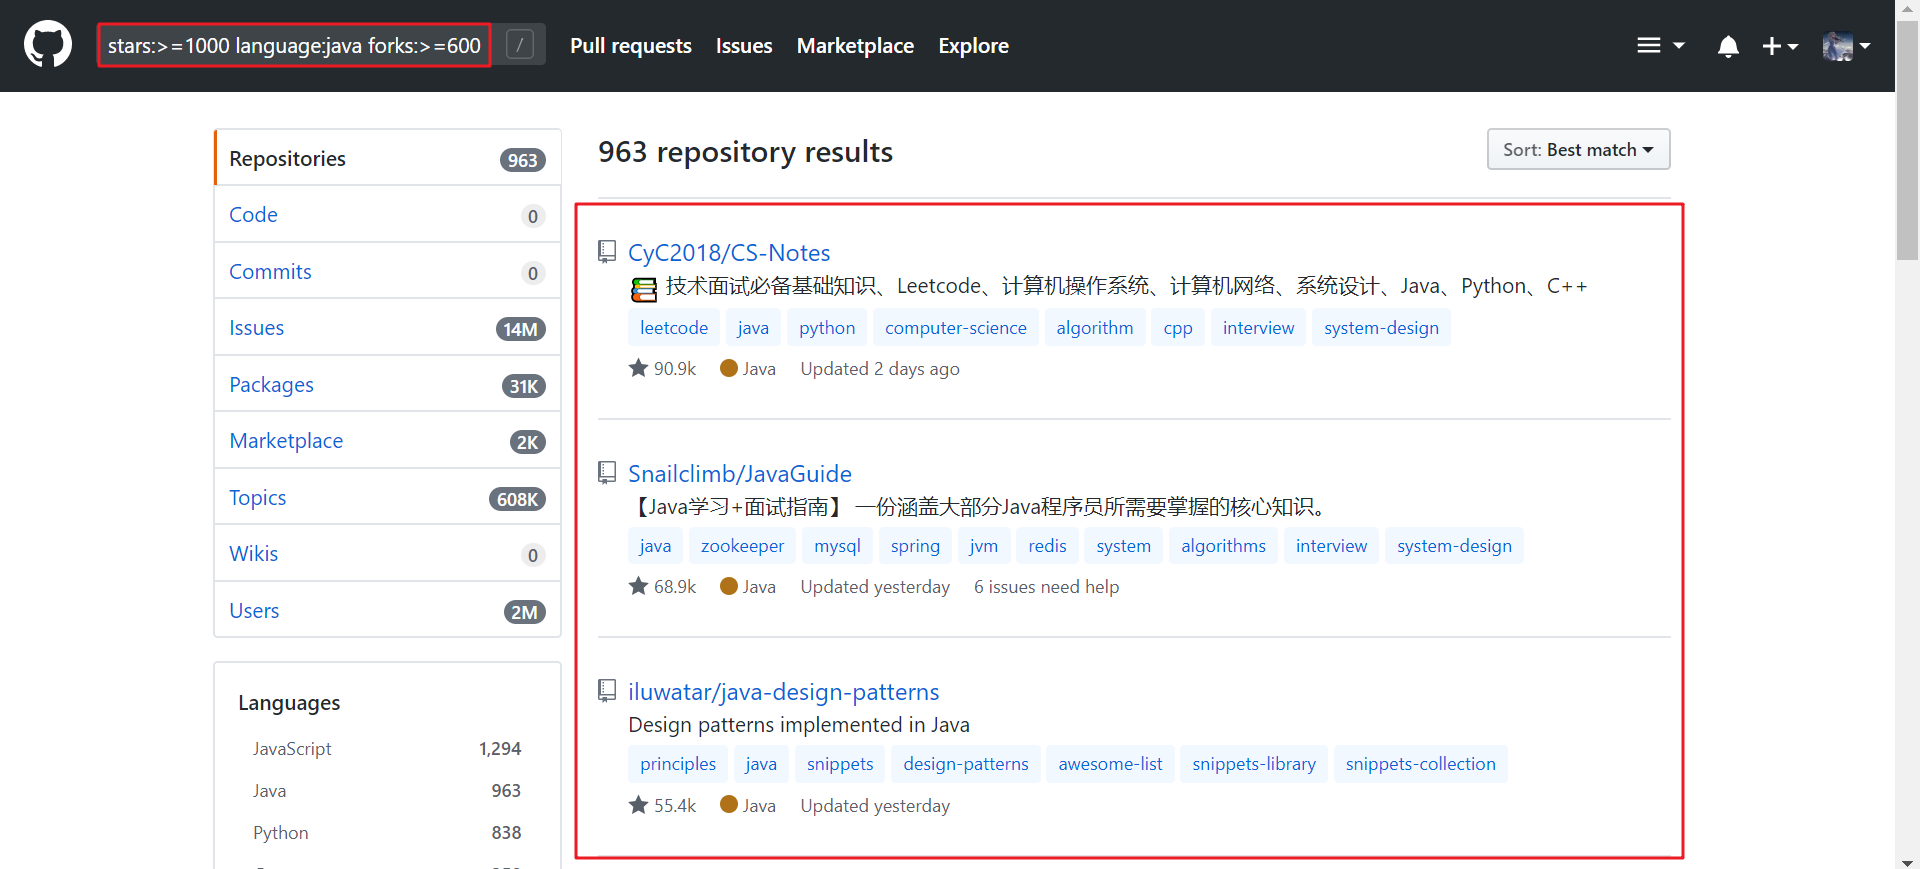 stars:>=1000 language:java forks:>=600 / Pull requests Issues Marketplace Explore
Repositories 963
Code 0
Commits 0
Issues 14M
Packages 31K
Marketplace 2K
Topics 608K
Wikis 0
Users 2M
Languages
JavaScript 1,294
Java 963
Python 838
963 repository results
Sort: Best match
CyC2018/CS-Notes
技术面试必备基础知识、Leetcode、计算机操作系统、计算机网络、系统设计、Java、Python、C++
leetcode java python computer-science algorithm cpp interview system-design
90.9k Java Updated 2 days ago
Snailclimb/JavaGuide
【Java学习+面试指南】 一份涵盖大部分Java程序员所需要掌握的核心知识。
java zookeeper mysql spring jvm redis system algorithms interview system-design
68.9k Java Updated yesterday 6 issues need help
iluwatar/java-design-patterns
Design patterns implemented in Java
principles java snippets design-patterns awesome-list snippets-library snippets-collection
55.4k Java Updated yesterday